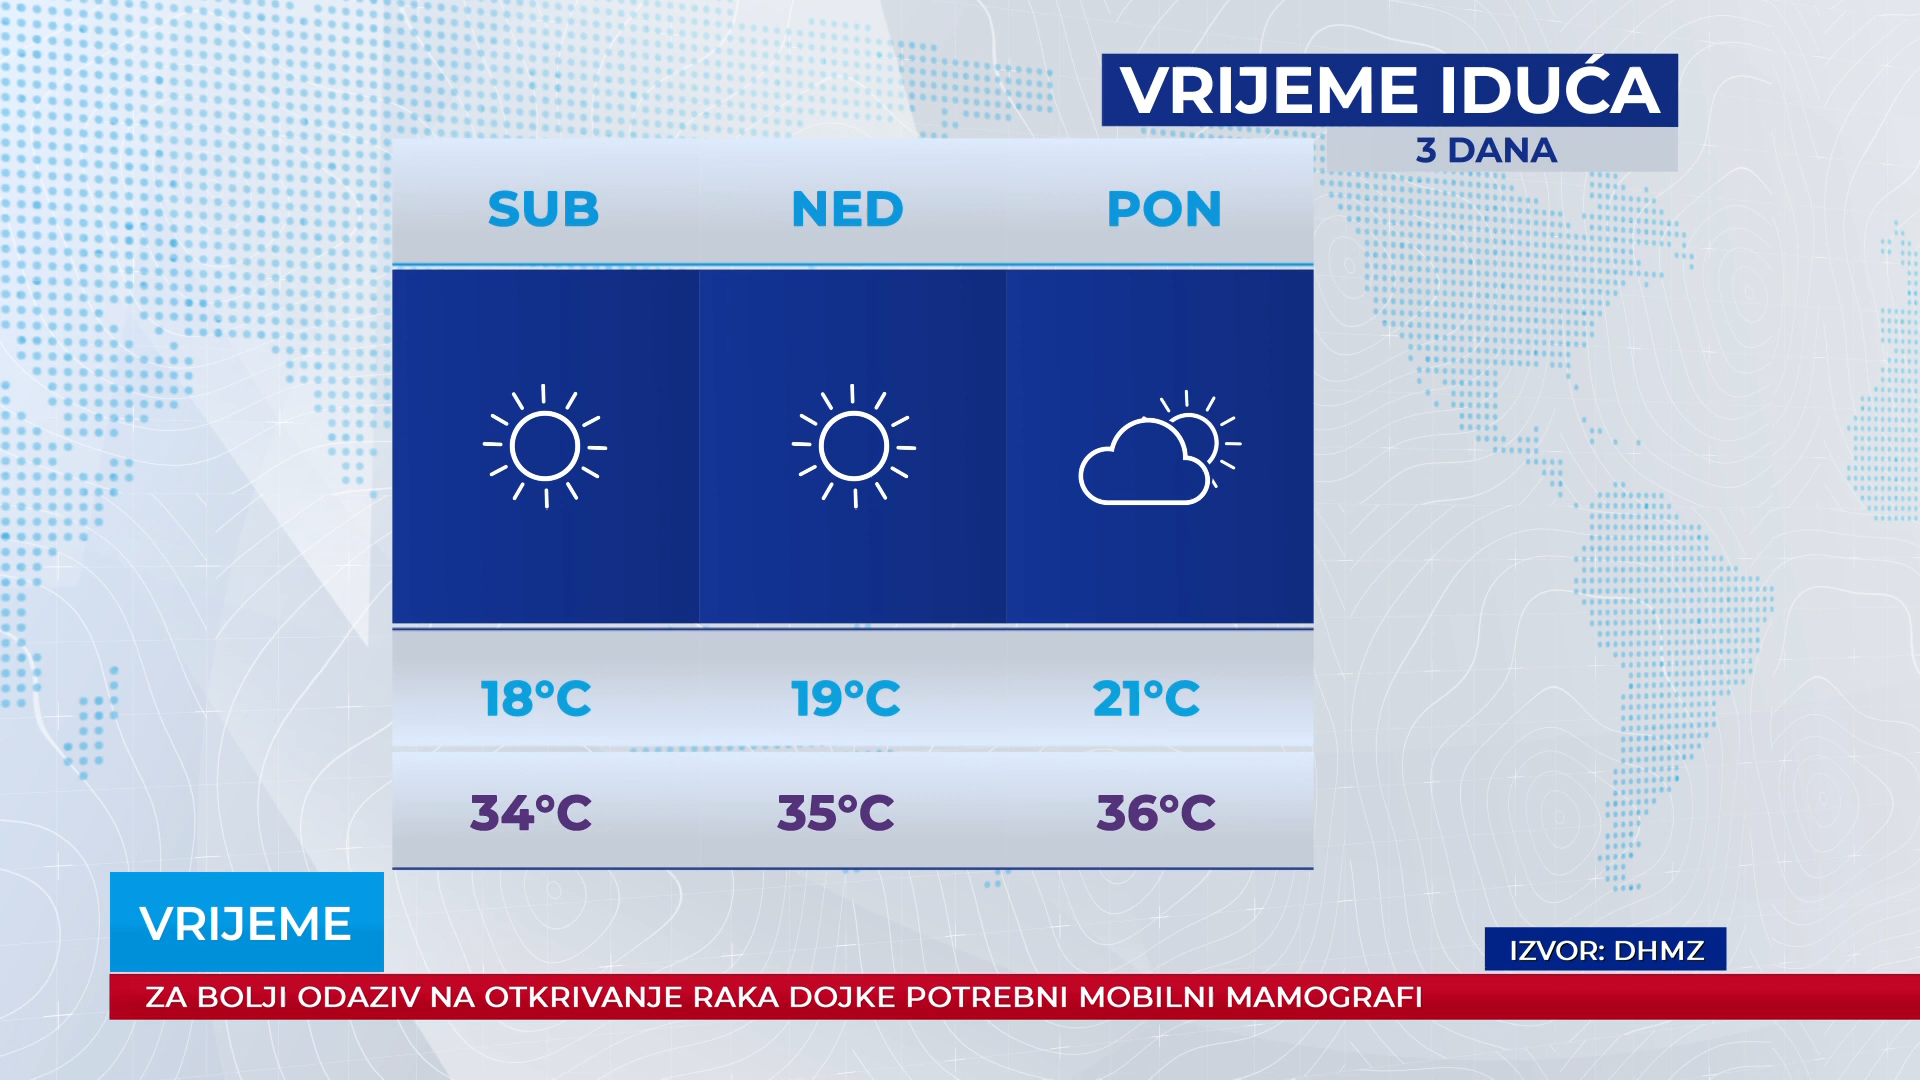 VRIJEME IDUĆA
3 DANA
SUB NED PON
18°C 19°C 21°C
34°C 35°C 36°C
VRIJEME
IZVOR: DHMZ
ZA BOLJI ODAZIV NA OTKRIVANJE RAKA DOJKE POTREBNI MOBILNI MAMOGRAFI